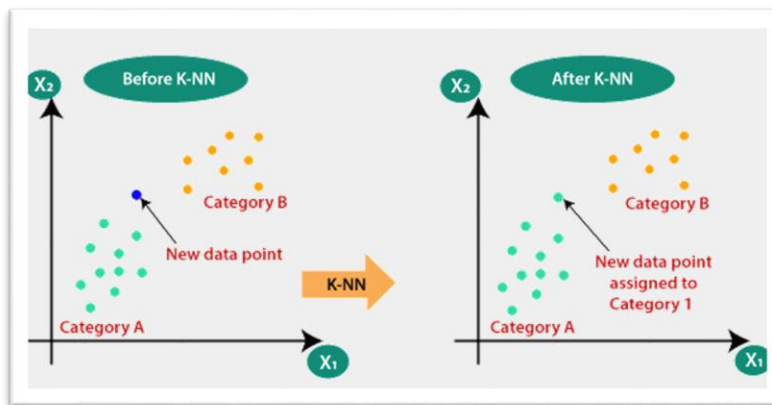 Before K-NN
X₂
Category B
New data point
Category A
X₁
K-NN
After K-NN
X₂
Category B
New data point
assigned to
Category 1
Category A
X₁